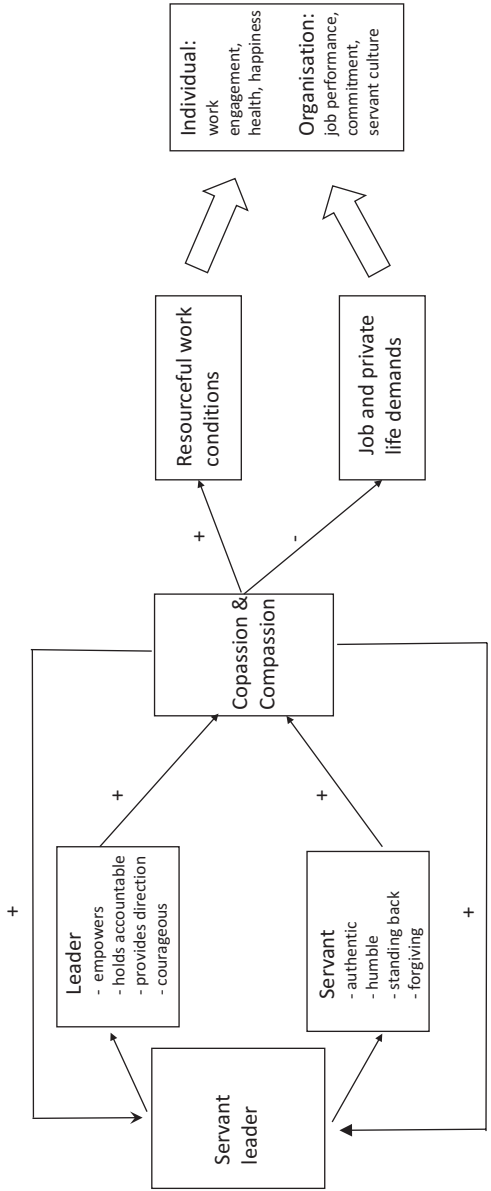 Servant
leader
Leader
- empowers
- holds accountable
- provides direction
- courageous
Servant
- authentic
- humble
- standing back
- forgiving
+
+
+
+
Copassion &
Compassion
+
-
Resourceful work
conditions
Job and private
life demands
Individual:
work
engagement,
health, happiness
Organisation:
job performance,
commitment,
servant culture